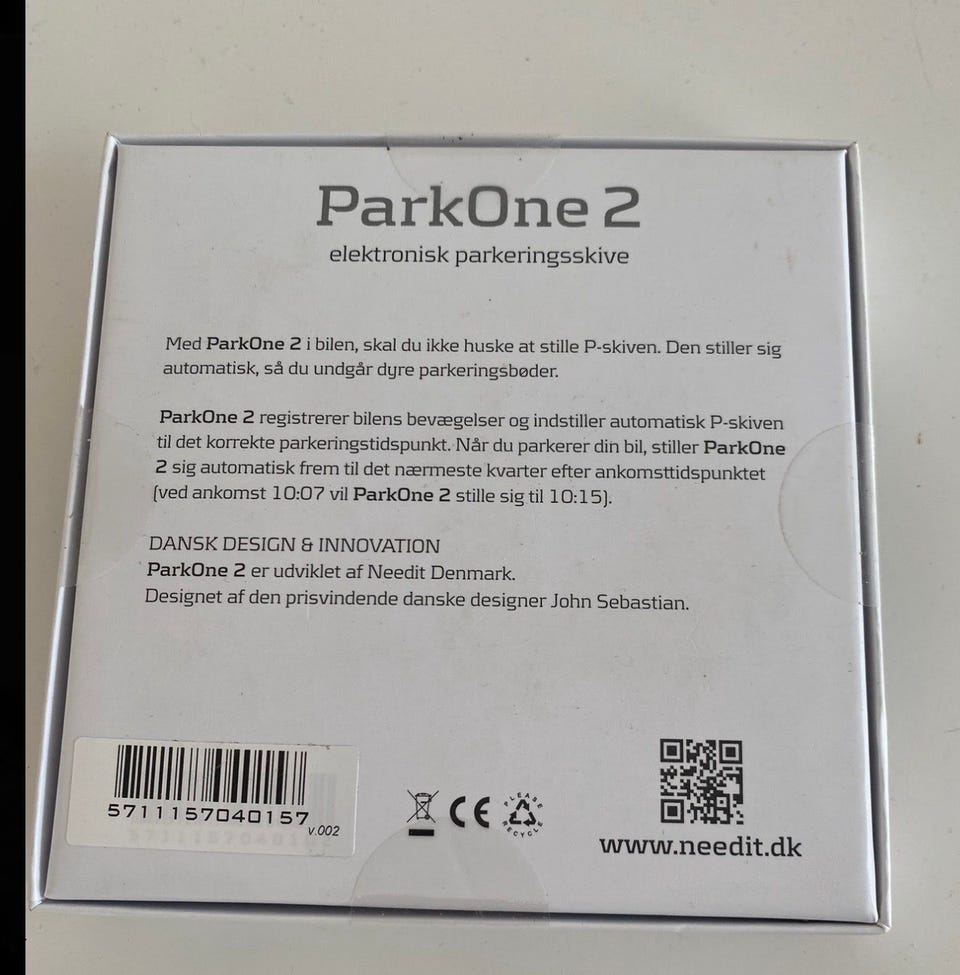 ParkOne 2
elektronisk parkeringsskive
Med ParkOne 2 i bilen, skal du ikke huske at stille P-skiven. Den stiller sig
automatisk, så du undgår dyre parkeringsbøder.
ParkOne 2 registrerer bilens bevægelser og indstiller automatisk P-skiven
til det korrekte parkeringstidspunkt. Når du parkerer din bil, stiller ParkOne
2 sig automatisk frem til det nærmeste kvarter efter ankomsttidspunktet
(ved ankomst 10:07 vil ParkOne 2 stille sig til 10:15).
DANSK DESIGN & INNOVATION
ParkOne 2 er udviklet af Needit Denmark.
Designet af den prisvindende danske designer John Sebastian.
5711157040157
v.002
CE
PLEASE RECYCLE
www.needit.dk